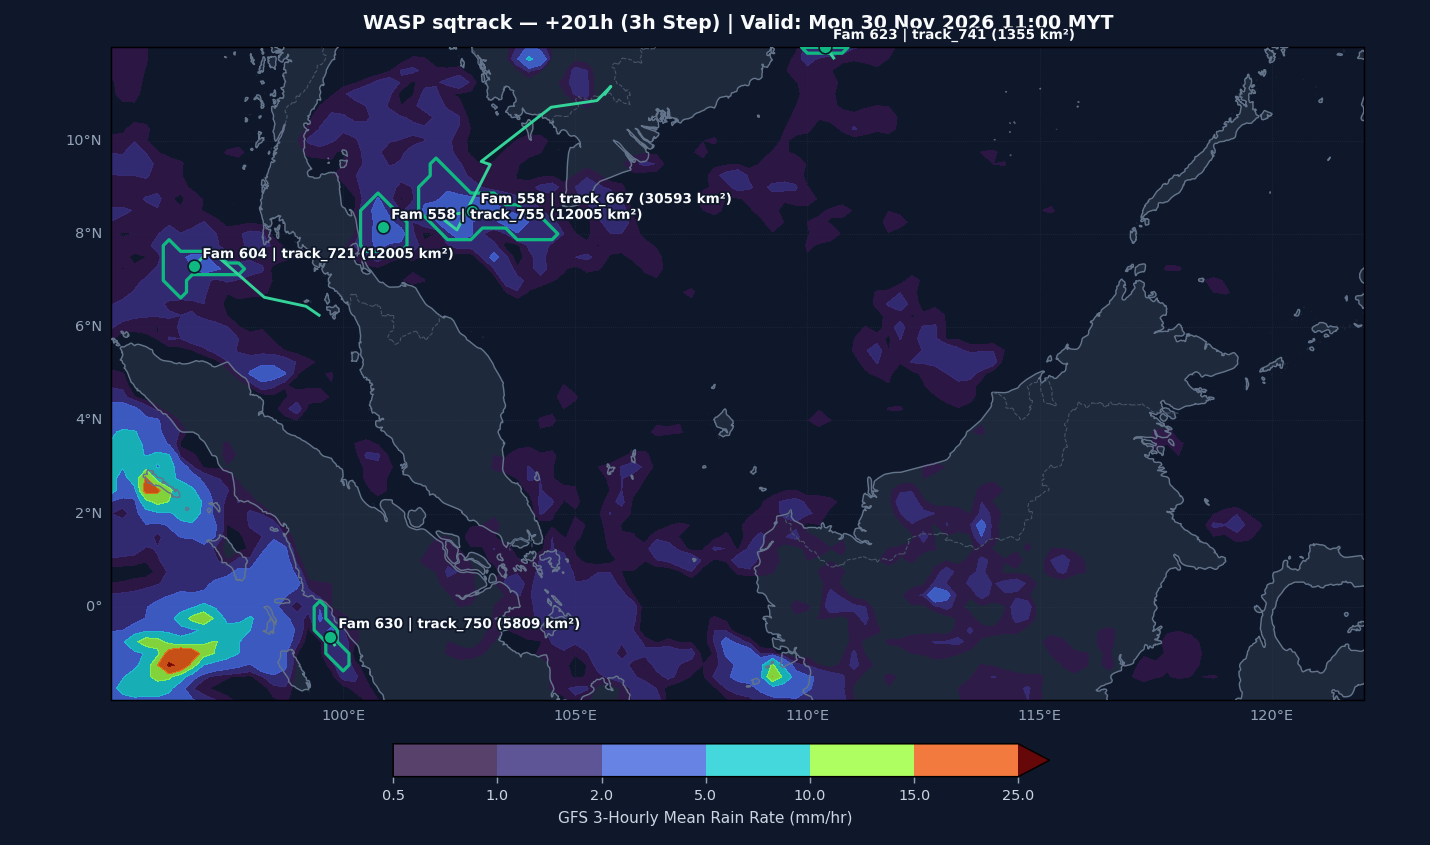 WASP sqtrack — +201h (3h Step) | Valid: Mon 30 Nov 2026 11:00 MYT
Fam 623 | track_741 (1355 km²)
10°N
Fam 558 | track_667 (30593 km²)
Fam 558 | track_755 (12005 km²)
8°N
Fam 604 | track_721 (12005 km²)
6°N
4°N
2°N
0°
Fam 630 | track_750 (5809 km²)
100°E 105°E 110°E 115°E 120°E
0.5 1.0 2.0 5.0 10.0 15.0 25.0
GFS 3-Hourly Mean Rain Rate (mm/hr)